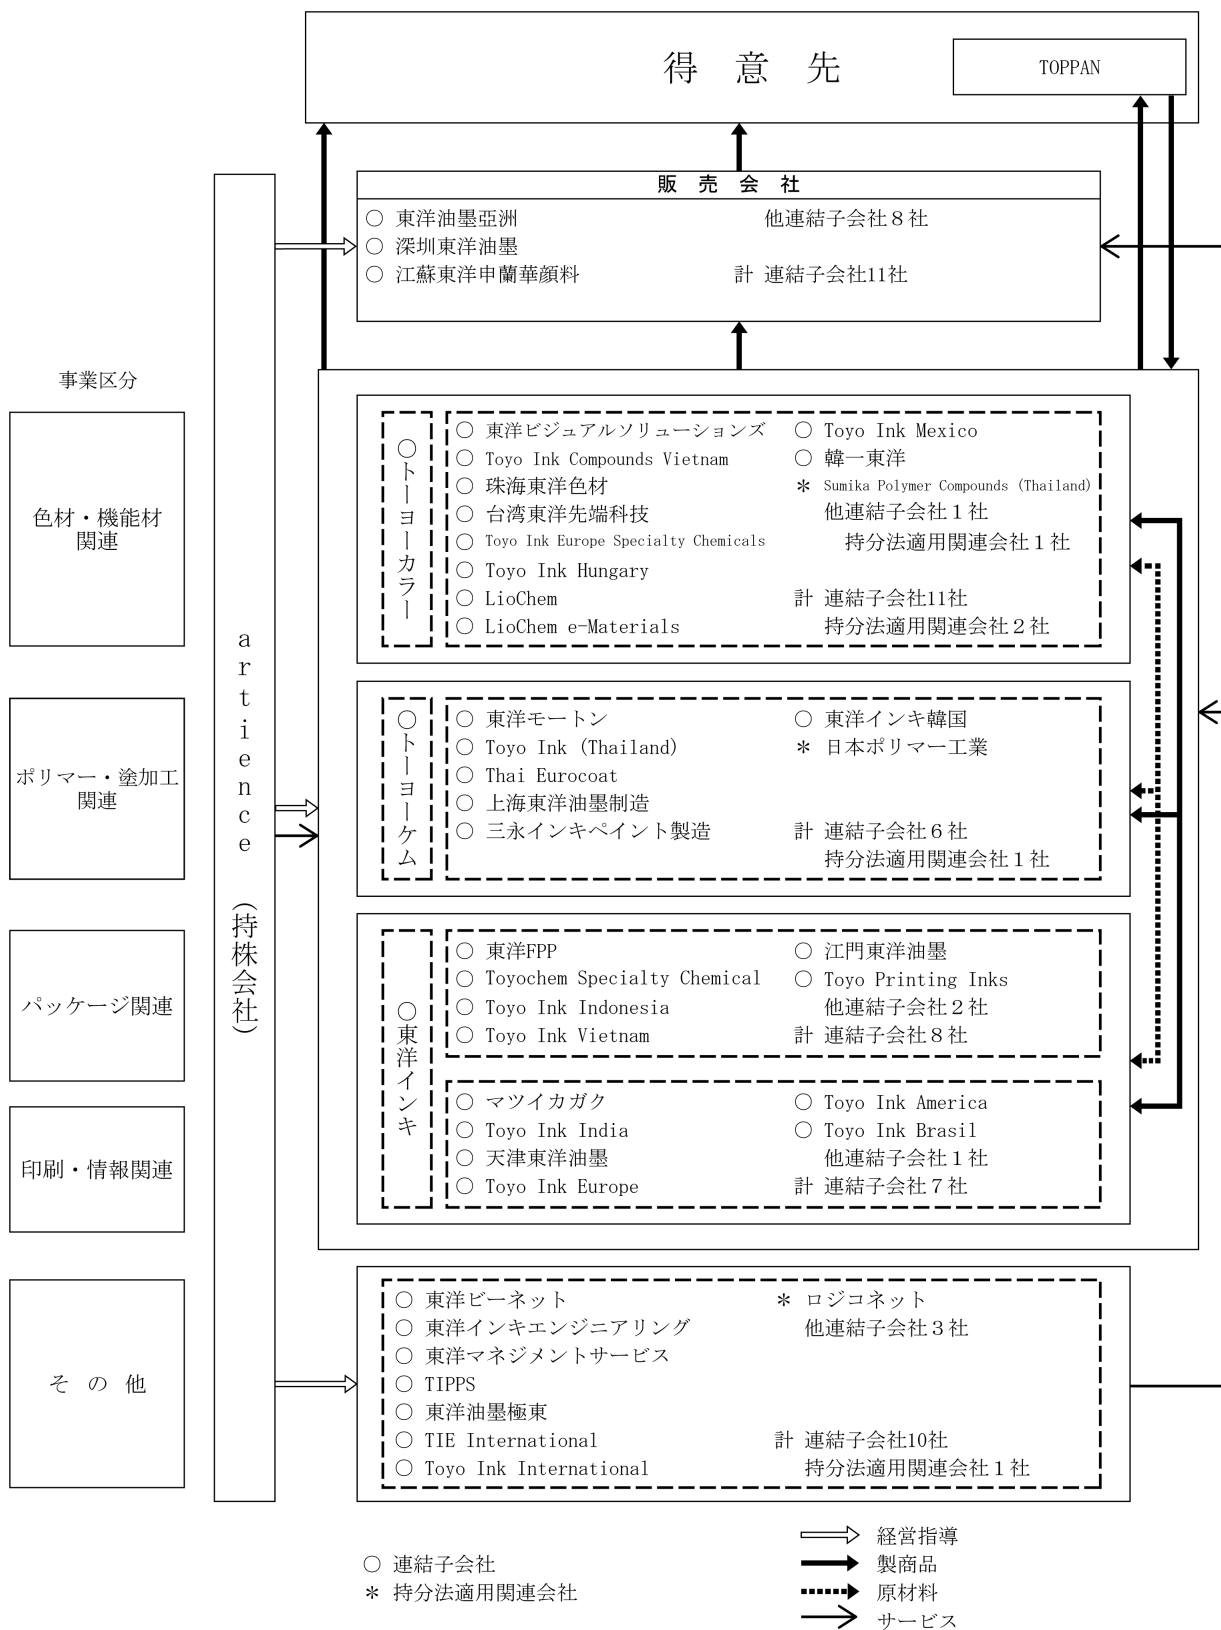 得意先
TOPPAN
販売会社
○ 東洋油墨亞洲
○ 深圳東洋油墨
○ 江蘇東洋申蘭華顔料
他連結子会社８社
計 連結子会社11社
事業区分
色材・機能材
関連
ポリマー・塗加工
関連
パッケージ関連
印刷・情報関連
その他
artience（持株会社）
○トーヨーカラー
○ 東洋ビジュアルソリューションズ
○ Toyo Ink Compounds Vietnam
○ 珠海東洋色材
○ 台湾東洋先端科技
○ Toyo Ink Europe Specialty Chemicals
○ Toyo Ink Hungary
○ LioChem
○ LioChem e-Materials
○ Toyo Ink Mexico
○ 韓一東洋
＊ Sumika Polymer Compounds (Thailand)
他連結子会社１社
持分法適用関連会社１社
計 連結子会社11社
持分法適用関連会社２社
○トーヨーケム
○ 東洋モートン
○ Toyo Ink (Thailand)
○ Thai Eurocoat
○ 上海東洋油墨制造
○ 三永インキペイント製造
○ 東洋インキ韓国
＊ 日本ポリマー工業
計 連結子会社６社
持分法適用関連会社１社
○東洋インキ
○ 東洋FPP
○ Toyochem Specialty Chemical
○ Toyo Ink Indonesia
○ Toyo Ink Vietnam
○ 江門東洋油墨
○ Toyo Printing Inks
他連結子会社２社
計 連結子会社８社
○ マツイカガク
○ Toyo Ink India
○ 天津東洋油墨
○ Toyo Ink Europe
○ Toyo Ink America
○ Toyo Ink Brasil
他連結子会社１社
計 連結子会社７社
○ 東洋ビーネット
○ 東洋インキエンジニアリング
○ 東洋マネジメントサービス
○ TIPPS
○ 東洋油墨極東
○ TIE International
○ Toyo Ink International
＊ ロジコネット
他連結子会社３社
計 連結子会社10社
持分法適用関連会社１社
○ 連結子会社
＊ 持分法適用関連会社
経営指導
製商品
原材料
サービス